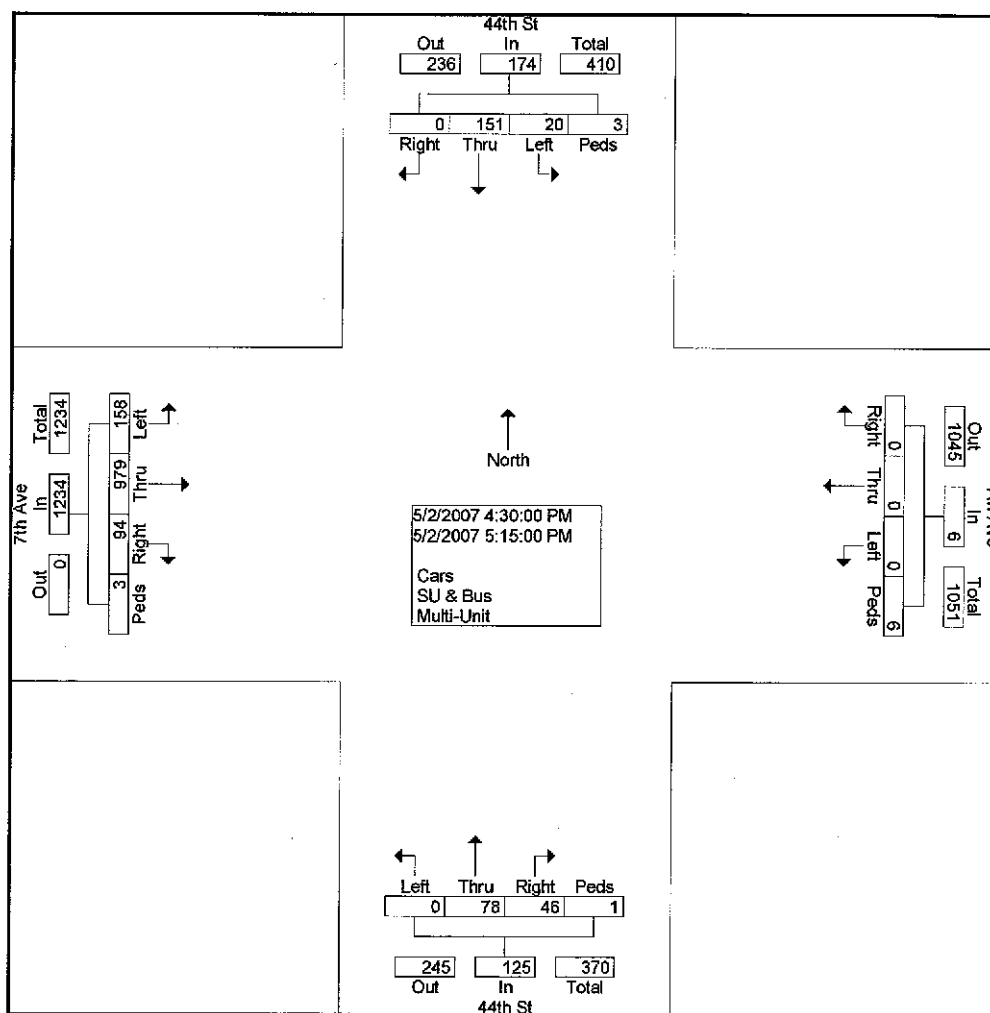 44th St
Out In Total
236 174 410
0 151 20 3
Right Thru Left Peds
Total In Out
1234 1234 0
158 979 94 3
Left Thru Right Peds
7th Ave
North
5/2/2007 4:30:00 PM
5/2/2007 5:15:00 PM
Cars
SU & Bus
Multi-Unit
Right Thru Left Peds
0 0 0 6
Out In Total
1045 6 1051
Left Thru Right Peds
0 78 46 1
245 125 370
Out In Total
44th St